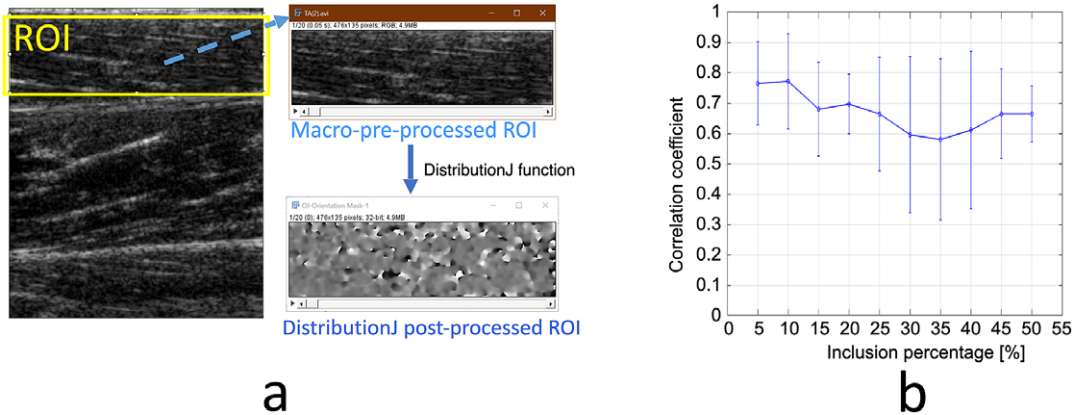 ROI
TA(2).avi
1/20 (0.05 s); 476x135 pixels; RGB; 4.9MB
Macro-pre-processed ROI
DistributionJ function
OJ-Orientation Mask-1
1/20 (0); 476x135 pixels; 32-bit; 4.9MB
DistributionJ post-processed ROI
a
1
0.9
0.8
0.7
0.6
0.5
0.4
0.3
0.2
0.1
0
Correlation coefficient
0 5 10 15 20 25 30 35 40 45 50 55
Inclusion percentage [%]
b